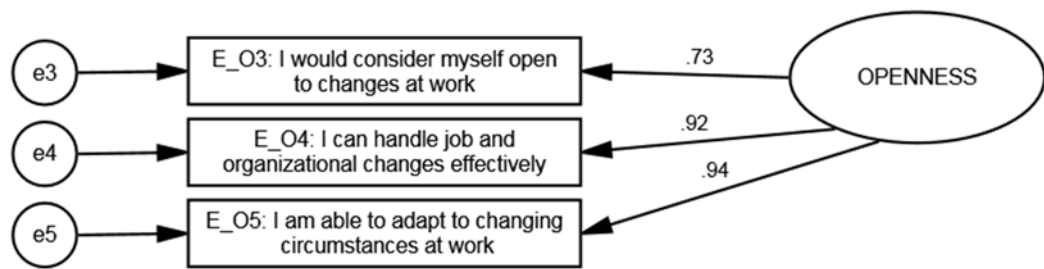 e3
E_O3: I would consider myself open
to changes at work
.73
OPENNESS
e4
E_O4: I can handle job and
organizational changes effectively
.92
e5
E_O5: I am able to adapt to changing
circumstances at work
.94